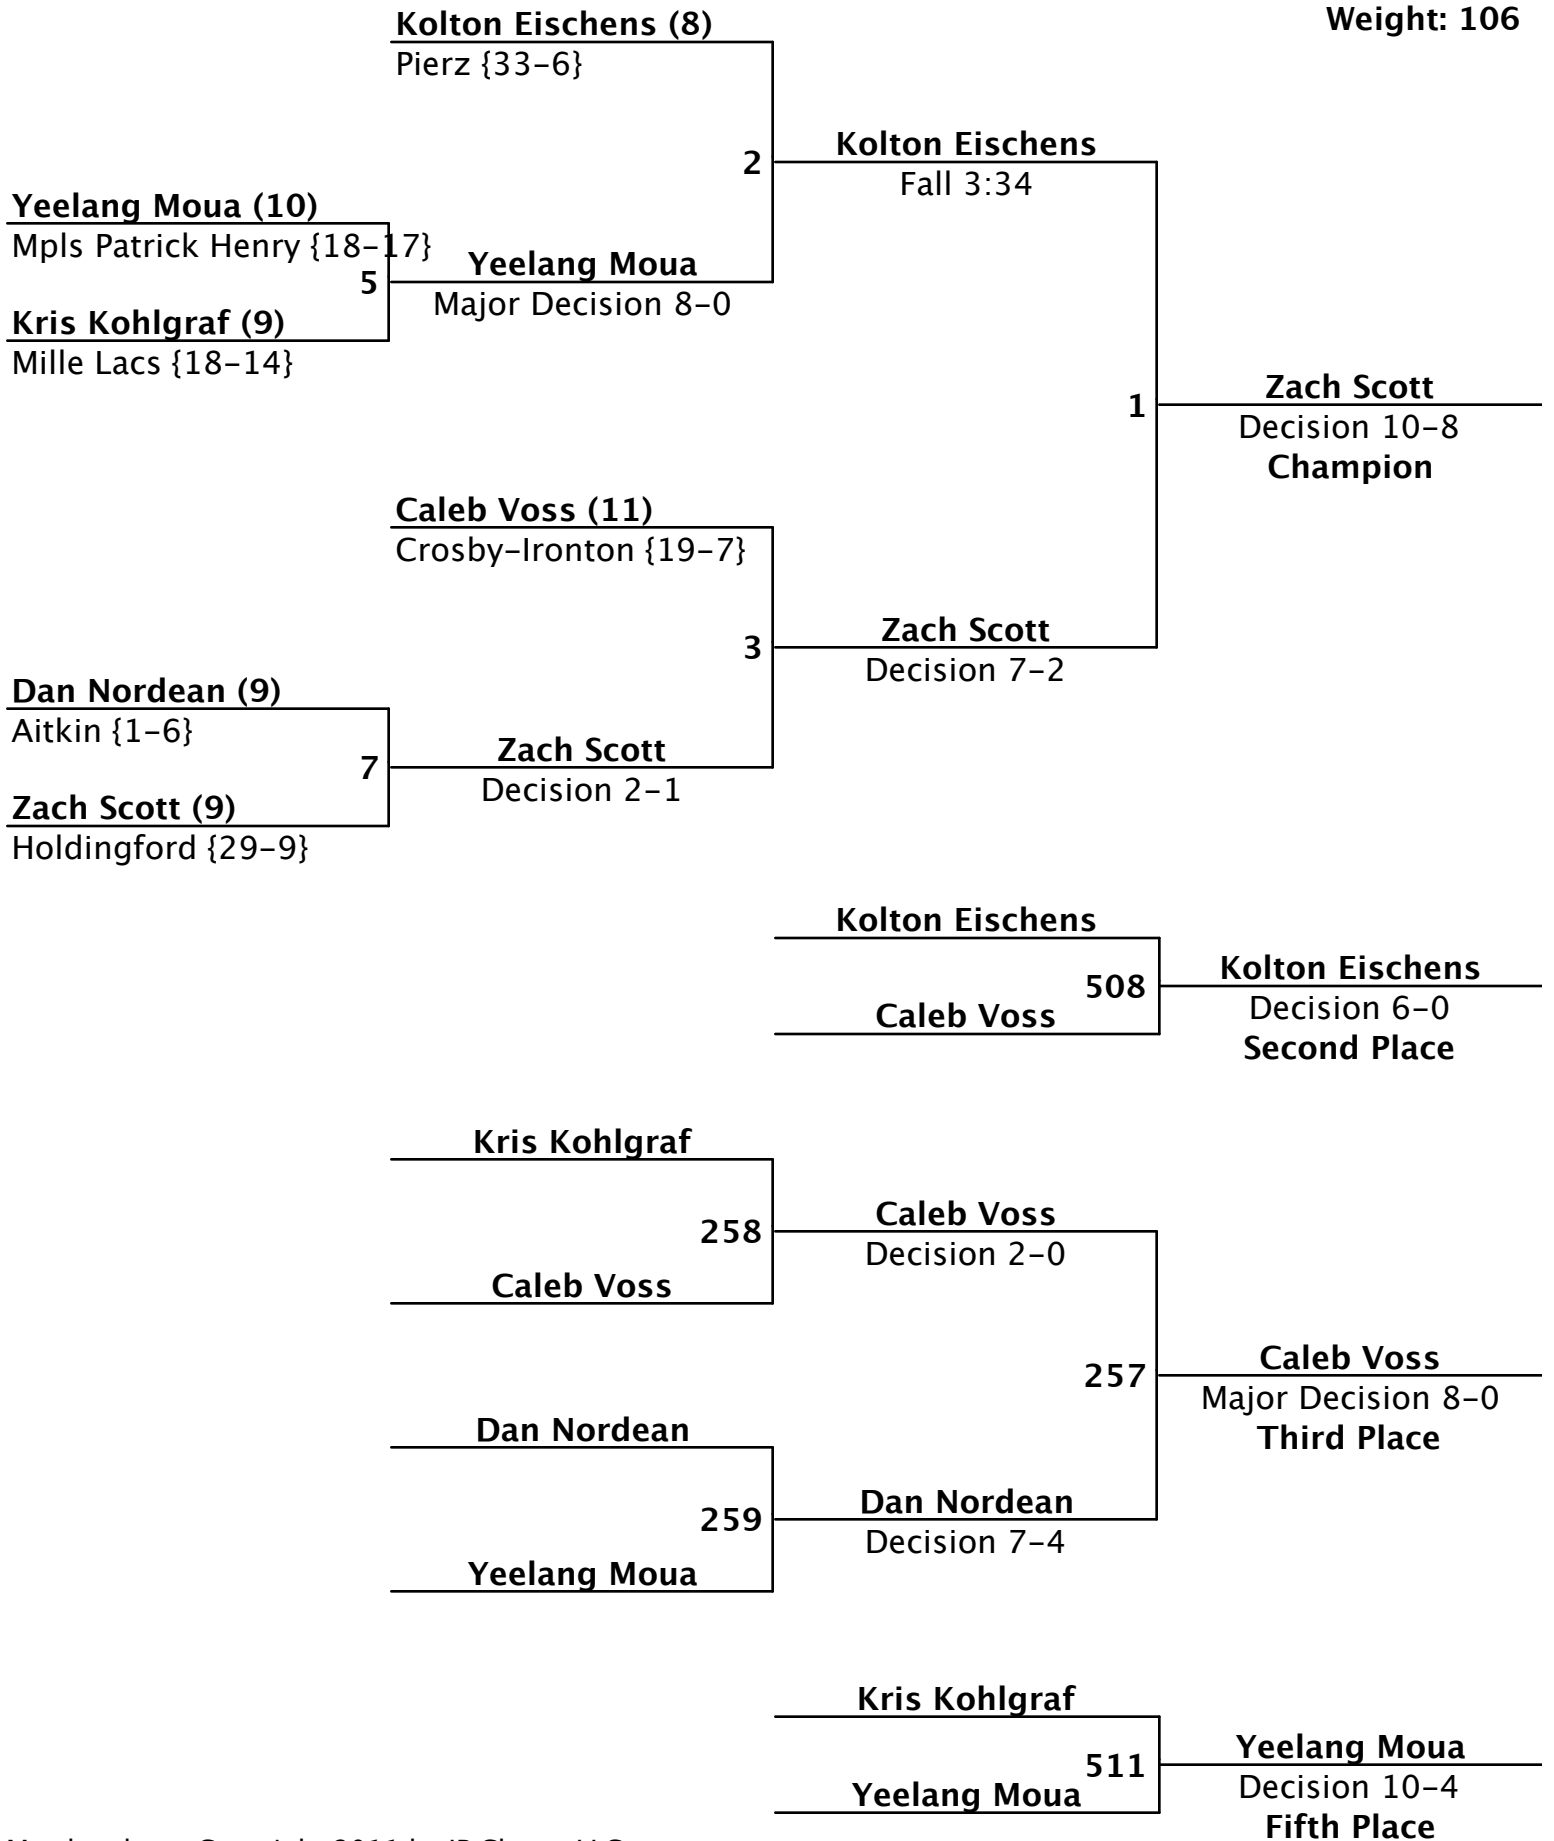 Weight: 106
Kolton Eischens (8)
Pierz {33-6}
2
Kolton Eischens
Fall 3:34
Yeelang Moua (10)
Mpls Patrick Henry {18-17}
5
Yeelang Moua
Major Decision 8-0
Kris Kohlgraf (9)
Mille Lacs {18-14}
1
Zach Scott
Decision 10-8
Champion
Caleb Voss (11)
Crosby-Ironton {19-7}
3
Zach Scott
Decision 7-2
Dan Nordean (9)
Aitkin {1-6}
7
Zach Scott
Decision 2-1
Zach Scott (9)
Holdingford {29-9}
Kolton Eischens
508
Caleb Voss
Kolton Eischens
Decision 6-0
Second Place
Kris Kohlgraf
258
Caleb Voss
Caleb Voss
Decision 2-0
257
Caleb Voss
Major Decision 8-0
Third Place
Dan Nordean
259
Yeelang Moua
Dan Nordean
Decision 7-4
Kris Kohlgraf
511
Yeelang Moua
Yeelang Moua
Decision 10-4
Fifth Place